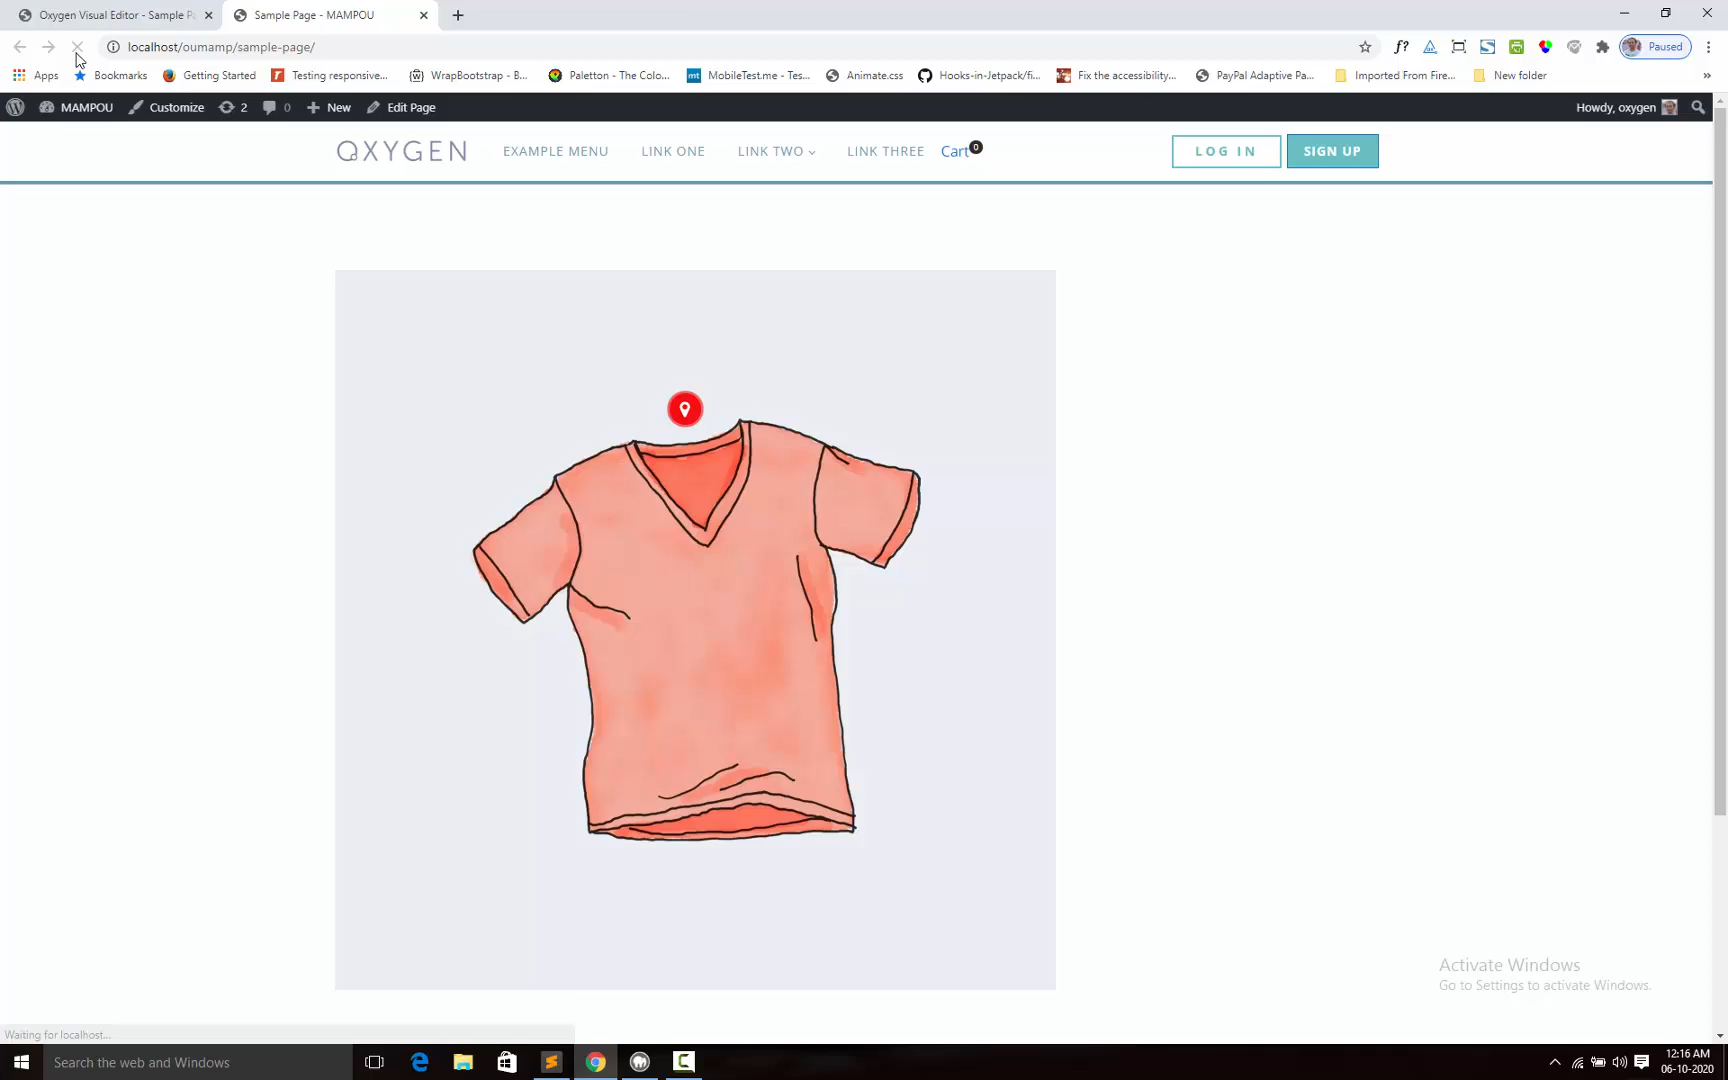 Oxygen Visual Editor - Sample P
Sample Page - MAMPOU
localhost/oumamp/sample-page/
f?
Paused
Apps
Bookmarks
Getting Started
Testing responsive...
WrapBootstrap - B...
Paletton - The Colo...
mt
MobileTest.me - Tes...
Animate.css
Hooks-in-Jetpack/fi...
Fix the accessibility...
PayPal Adaptive Pa...
Imported From Fire...
New folder
»
MAMPOU
Customize
2
0
New
Edit Page
Howdy, oxygen
OXYGEN
EXAMPLE MENU
LINK ONE
LINK TWO
LINK THREE
Cart
0
LOG IN
SIGN UP
Activate Windows
Go to Settings to activate Windows.
Waiting for localhost...
Search the web and Windows
12:16 AM
06-10-2020